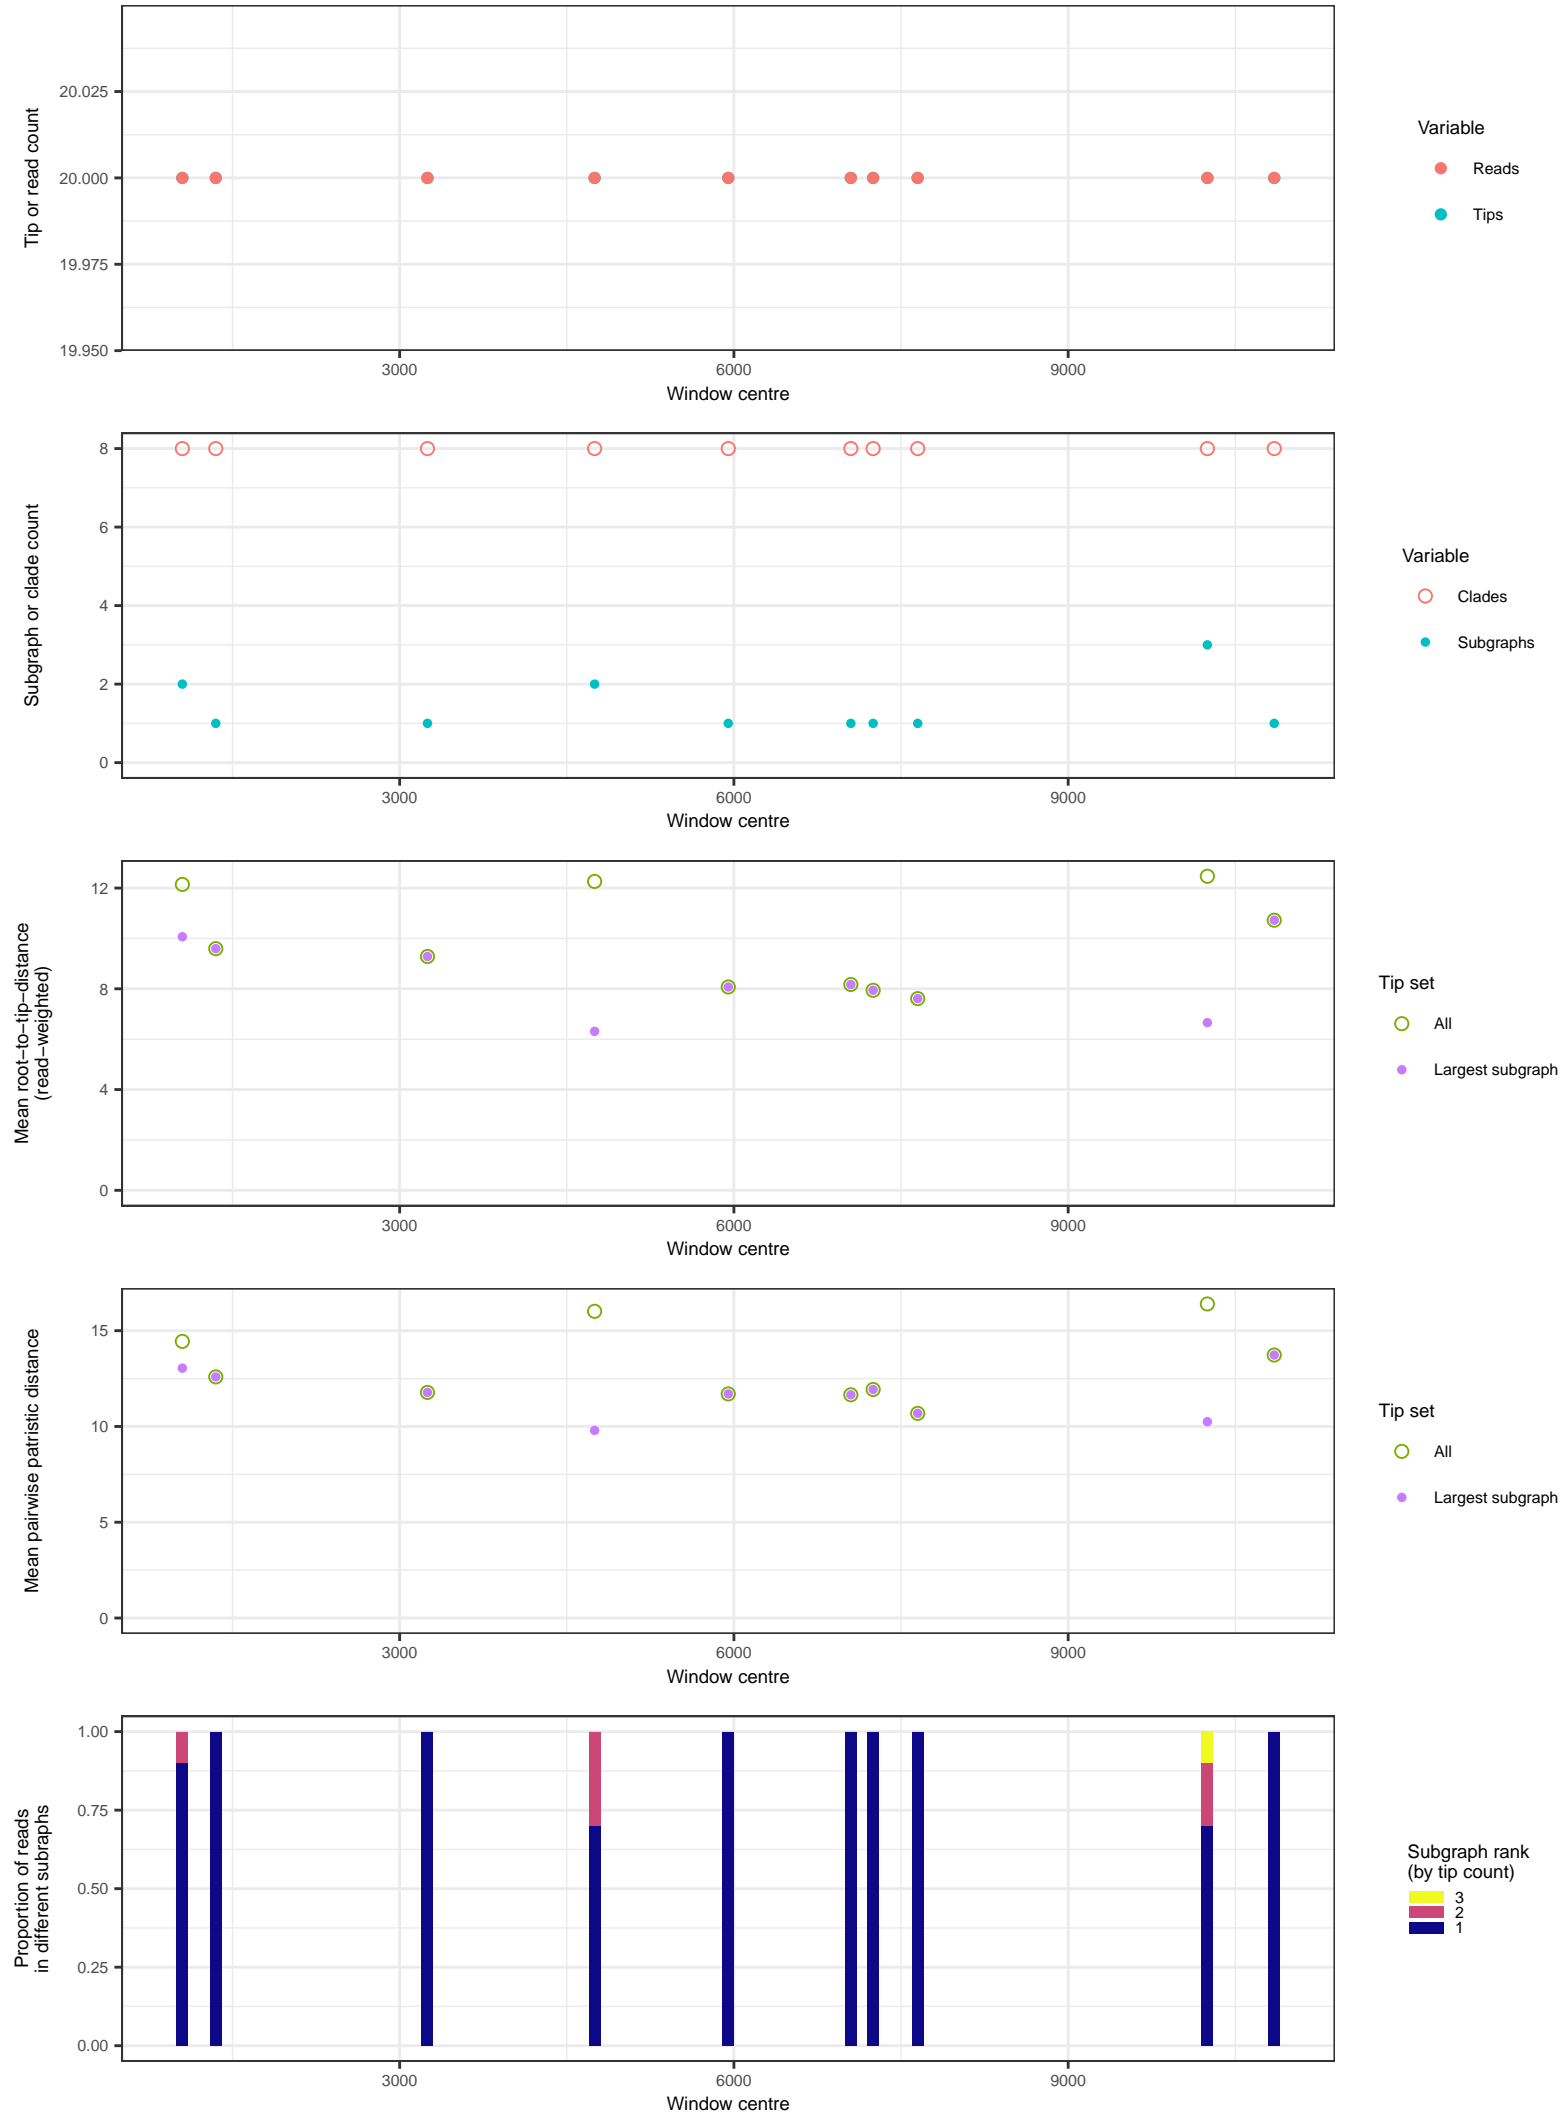 Tip or read count
20.025
20.000
19.975
19.950
3000
6000
9000
Window centre
Variable
Reads
Tips
Subgraph or clade count
8
6
4
2
0
3000
6000
9000
Window centre
Variable
Clades
Subgraphs
Mean root−to−tip−distance
(read−weighted)
12
8
4
0
3000
6000
9000
Window centre
Tip set
All
Largest subgraph
Mean pairwise patristic distance
15
10
5
0
3000
6000
9000
Window centre
Tip set
All
Largest subgraph
Proportion of reads
in different subraphs
1.00
0.75
0.50
0.25
0.00
3000
6000
9000
Window centre
Subgraph rank
(by tip count)
3
2
1